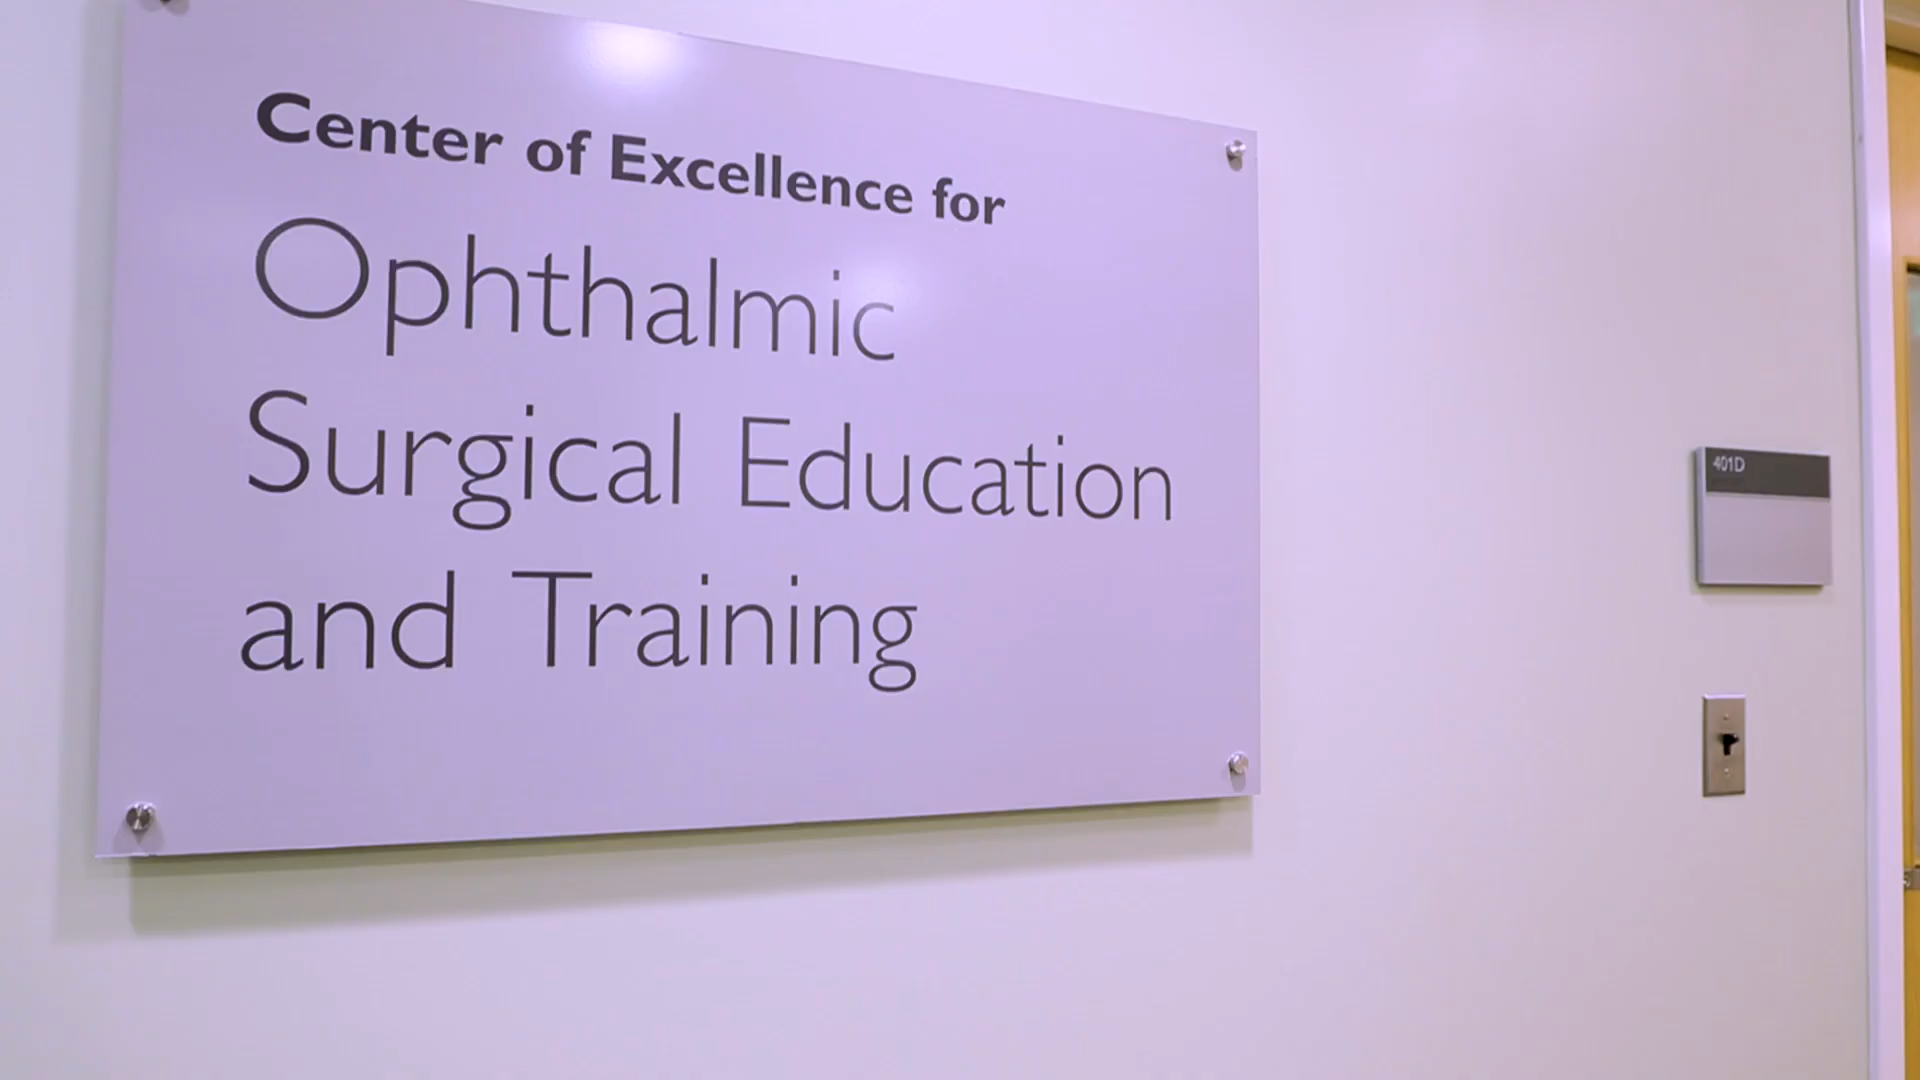 Center of Excellence for
Ophthalmic
Surgical Education
and Training
401D